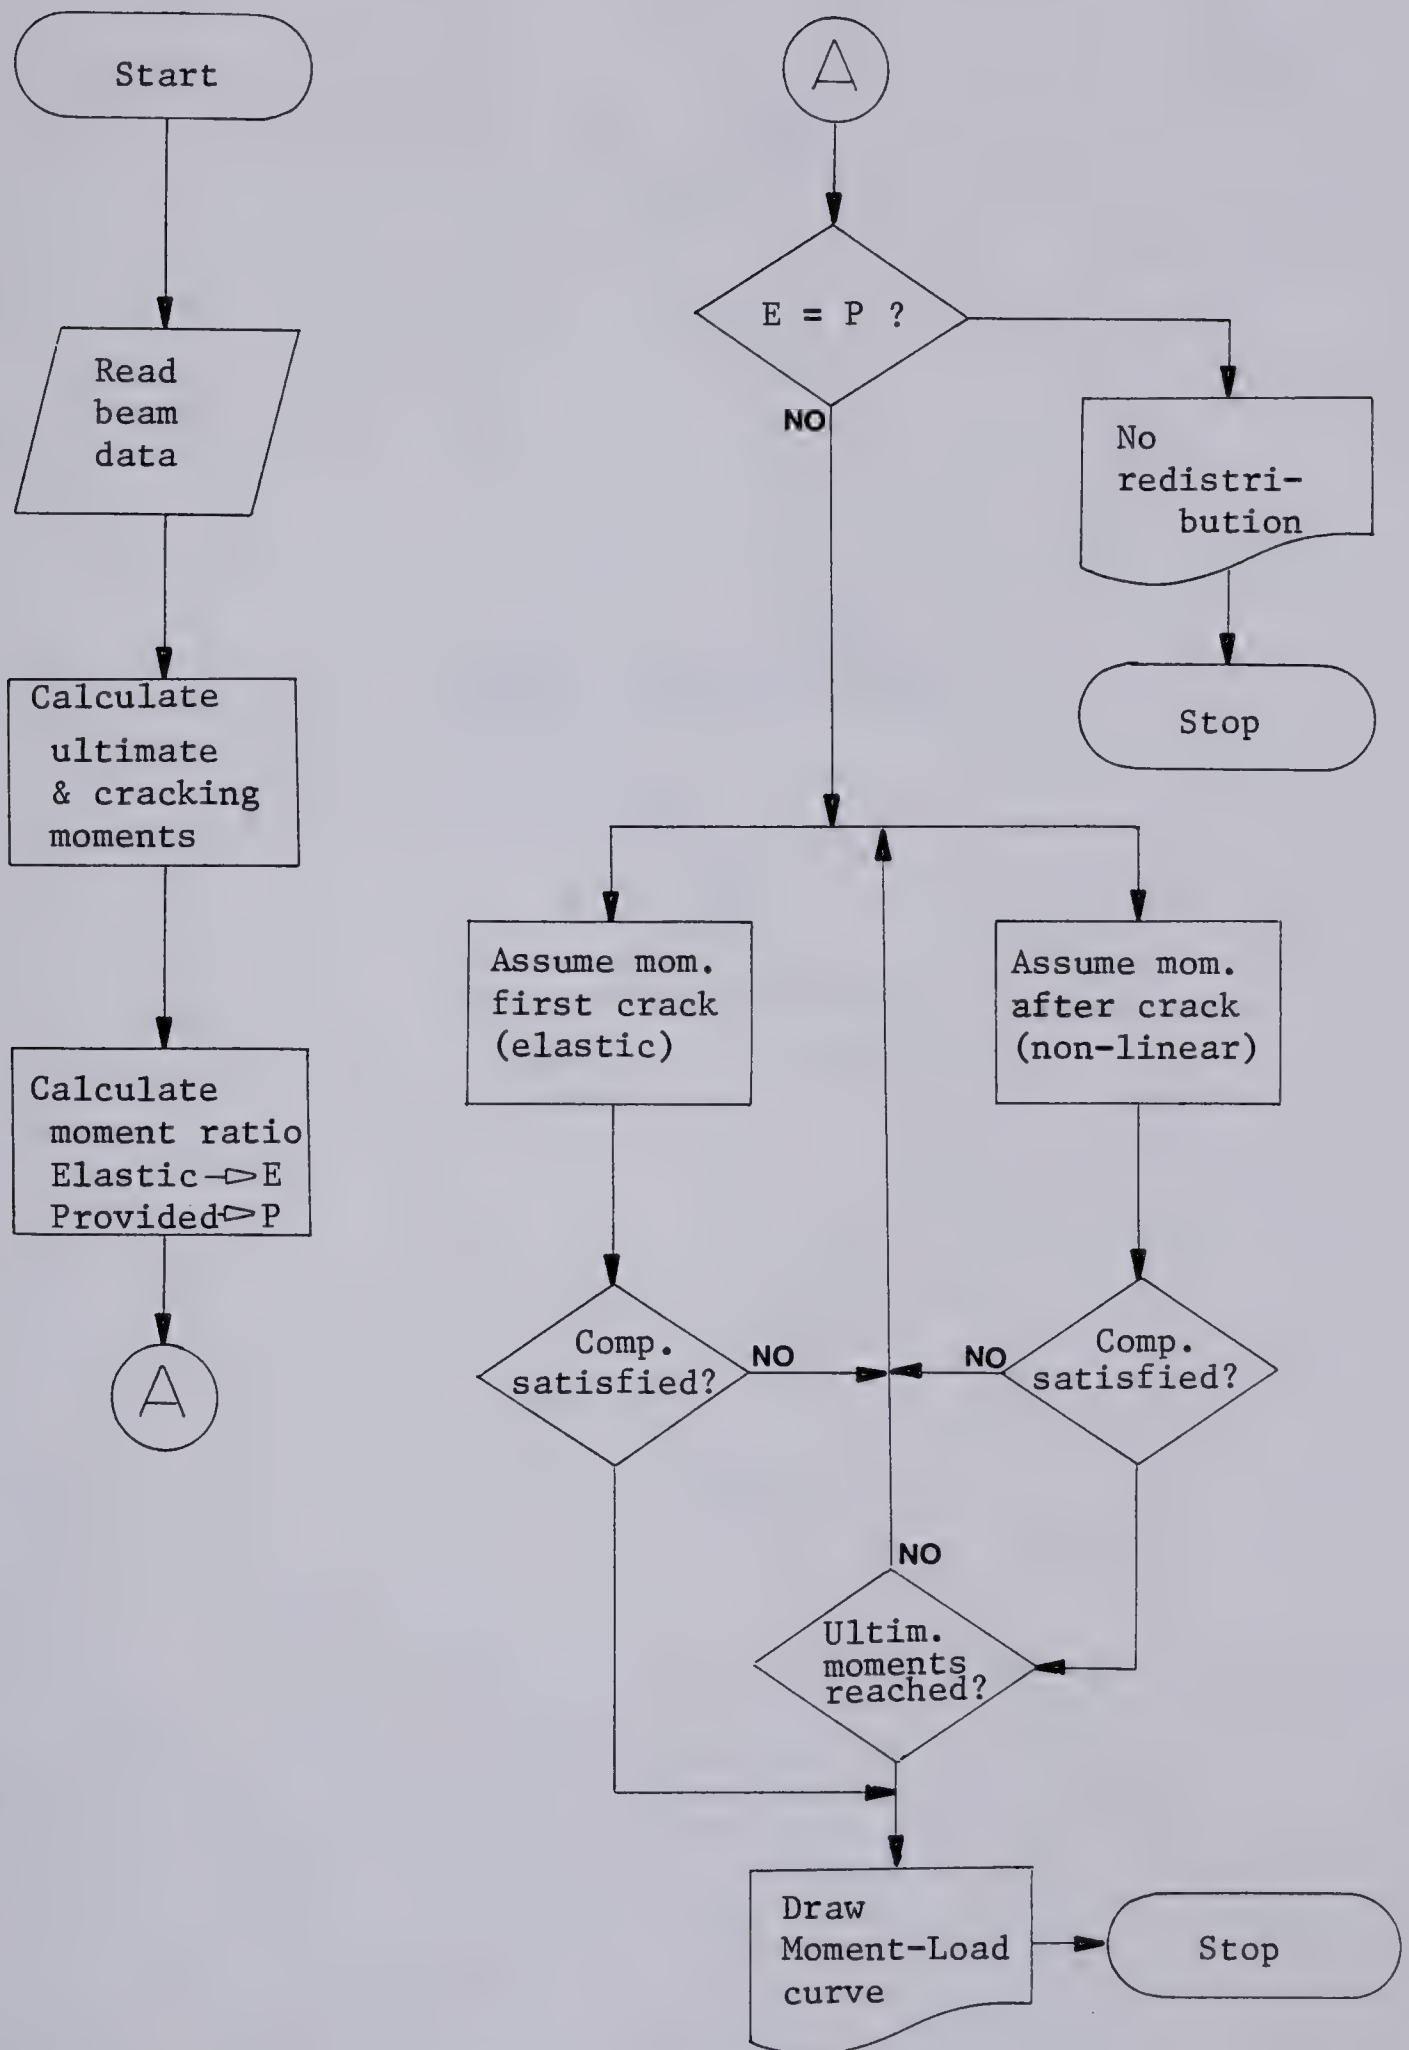 Start
Read
beam
data
Calculate
ultimate
& cracking
moments
Calculate
moment ratio
Elastic E
Provided P
A
A
E = P ?
NO
No
redistri-
bution
Stop
Assume mom.
first crack
(elastic)
Assume mom.
after crack
(non-linear)
Comp.
satisfied?
NO
NO
Comp.
satisfied?
NO
Ultim.
moments
reached?
Draw
Moment-Load
curve
Stop